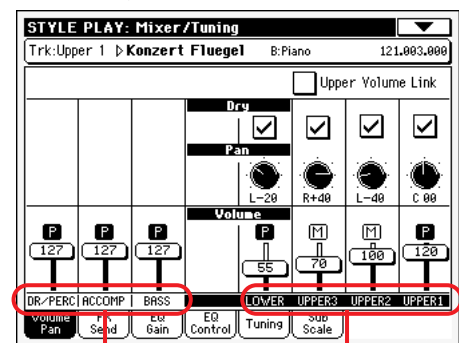 STYLE PLAY: Mixer/Tuning
Trk:Upper 1 Konzert Fluegel B:Piano 121.003.000
Upper Volume Link
Dry
Pan
L-20 R+40 L-40 C 00
Volume
P P P P M M P
127 127 127 55 70 100 120
DR/PERC ACCOMP BASS LOWER UPPER3 UPPER2 UPPER1
Volume Pan
Send
EQ Gain
EQ Control
Tuning
Sub Scale